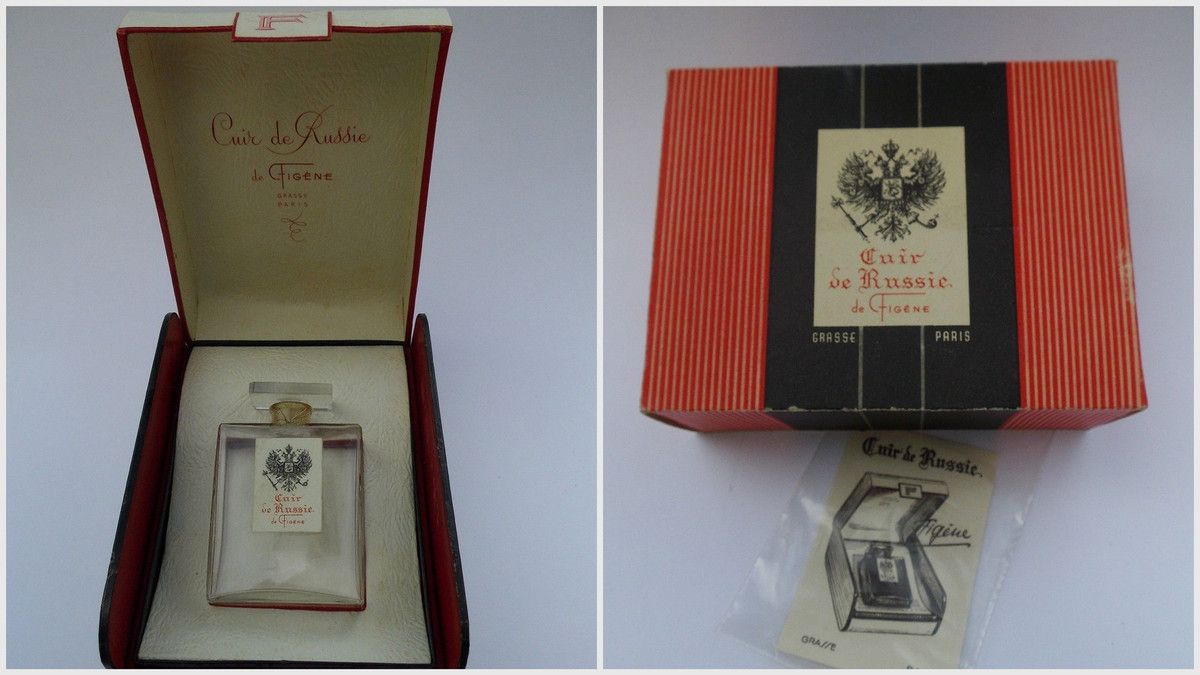 F
Cuir de Russie
de FIGÈNE
GRASSE
PARIS
Cuir
de Russie
de FIGÈNE
Cuir
de Russie.
de FIGÈNE
GRASSE PARIS
Cuir de Russie.
F
Figène
GRASSE